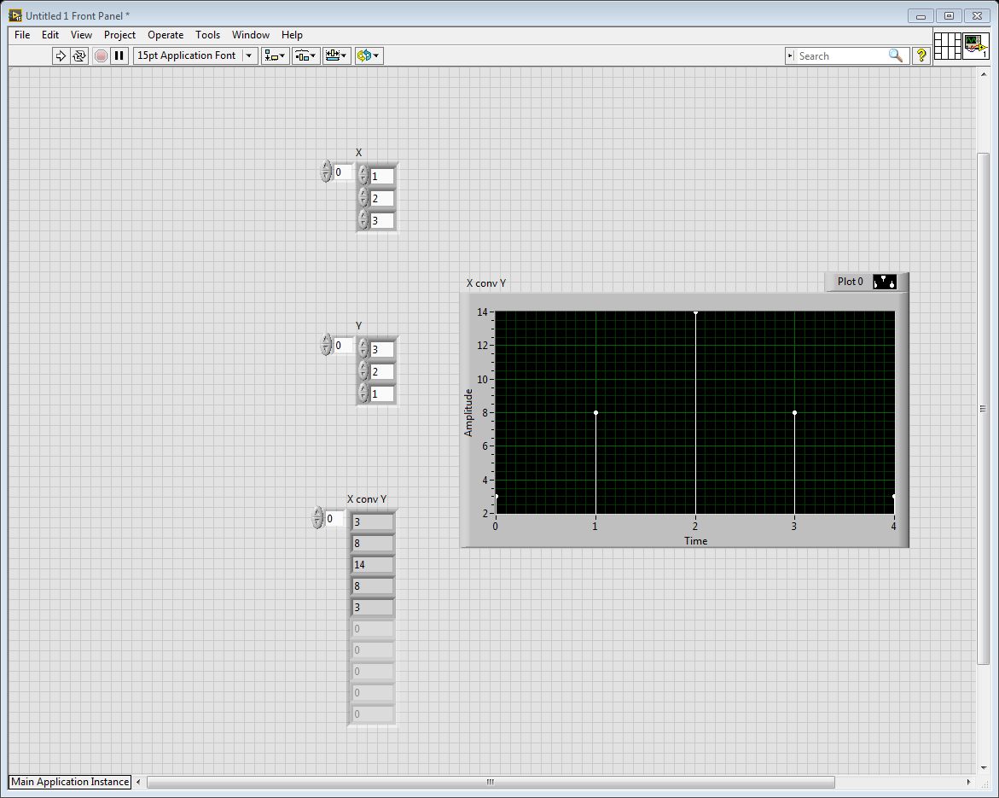 Untitled 1 Front Panel *
File Edit View Project Operate Tools Window Help
15pt Application Font
Search
?
1
X
0
1
2
3
Y
0
3
2
1
X conv Y
0
3
8
14
8
3
0
0
0
0
0
X conv Y
Plot 0
14
12
10
8
6
4
2
Amplitude
0 1 2 3 4
Time
Main Application Instance